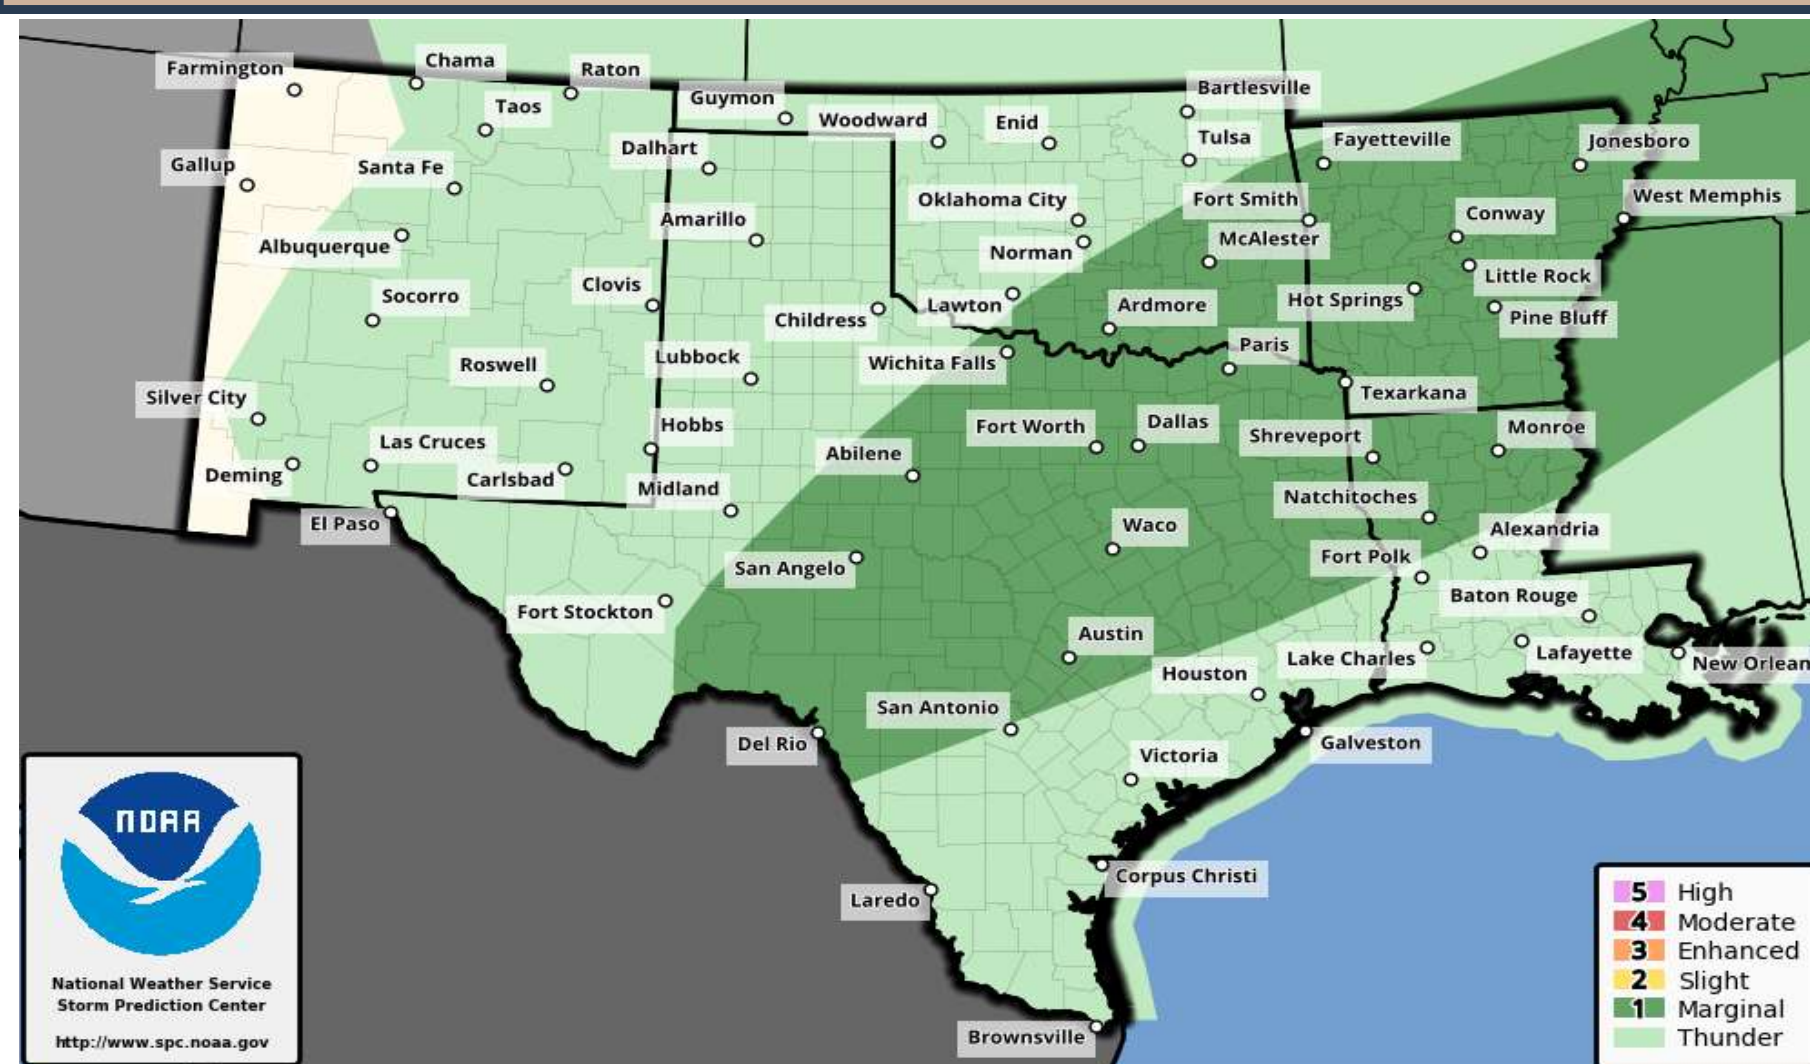 Farmington
Chama
Raton
Taos
Guymon
Woodward
Enid
Bartlesville
Tulsa
Fayetteville
Jonesboro
Gallup
Santa Fe
Dalhart
Oklahoma City
Fort Smith
West Memphis
Conway
Albuquerque
Amarillo
Norman
McAlester
Little Rock
Socorro
Clovis
Childress
Lawton
Ardmore
Hot Springs
Pine Bluff
Roswell
Lubbock
Wichita Falls
Paris
Silver City
Hobbs
Texarkana
Las Cruces
Fort Worth
Dallas
Shreveport
Monroe
Deming
Carlsbad
Midland
Abilene
Natchitoches
El Paso
Waco
Alexandria
San Angelo
Fort Polk
Fort Stockton
Baton Rouge
Austin
Lake Charles
Lafayette
New Orlean
Houston
San Antonio
Del Rio
Victoria
Galveston
Laredo
Corpus Christi
Brownsville
NOAA
National Weather Service
Storm Prediction Center
http://www.spc.noaa.gov
5 High
4 Moderate
3 Enhanced
2 Slight
1 Marginal
Thunder